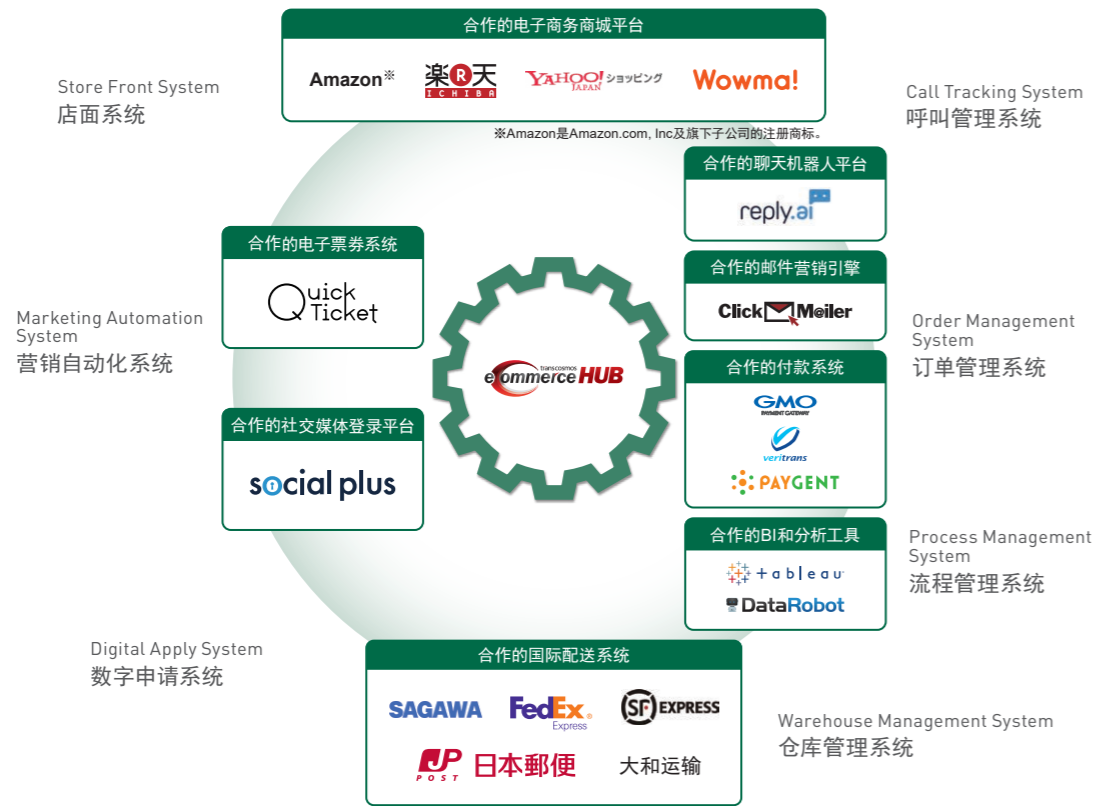 合作的电子商务商城平台
Amazon※
楽R天
ICHIBA
YAHOO! ショッピング
JAPAN
Wowma!
※Amazon是Amazon.com, Inc及旗下子公司的注册商标。
Store Front System
店面系统
Call Tracking System
呼叫管理系统
合作的聊天机器人平台
reply.ai
合作的电子票券系统
Quick
Ticket
合作的邮件营销引擎
Click M@iler
Marketing Automation
System
营销自动化系统
transcosmos
eCommerce HUB
Order Management
System
订单管理系统
合作的付款系统
GMO
PAYMENT GATEWAY
veritrans
PAYGENT
合作的社交媒体登录平台
social plus
合作的BI和分析工具
+ableau
DataRobot
Process Management
System
流程管理系统
Digital Apply System
数字申请系统
合作的国际配送系统
SAGAWA
FedEx
Express
SF EXPRESS
JP
POST
日本郵便
大和运输
Warehouse Management System
仓库管理系统